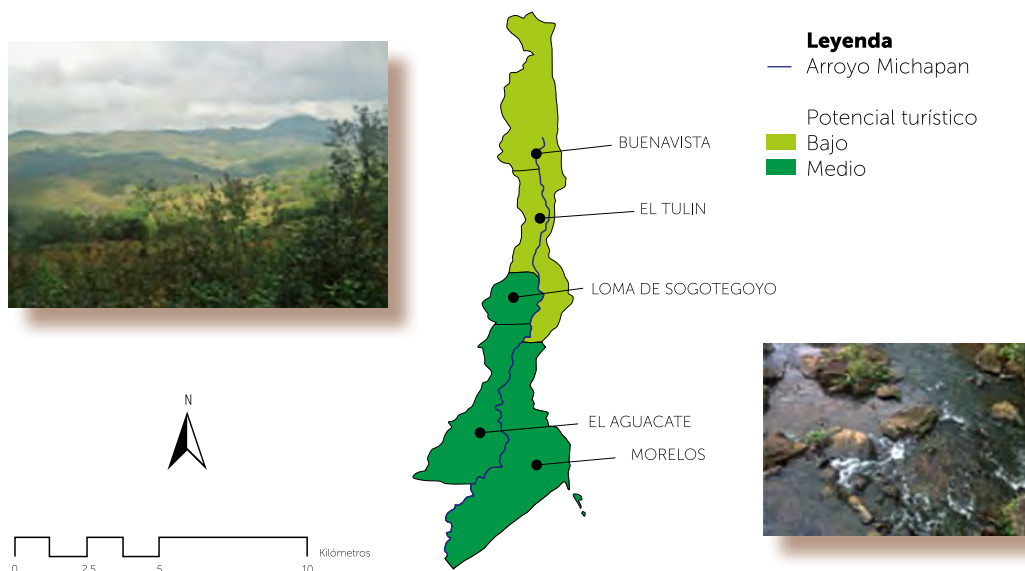 Leyenda
Arroyo Michapan
Potencial turístico
Bajo
Medio
BUENAVISTA
EL TULIN
LOMA DE SOGOTEGOYO
EL AGUACATE
MORELOS
N
Kilómetros
0 2.5 5 10